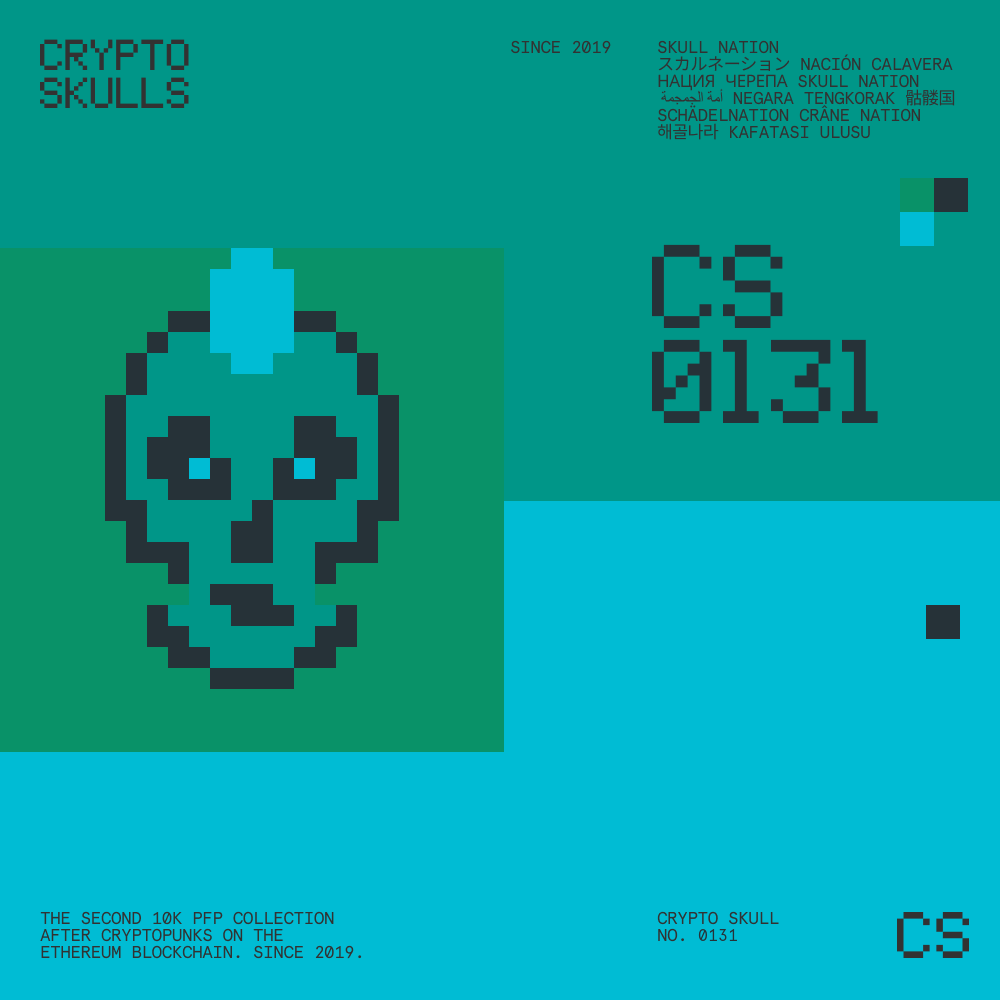 CRYPTO
SKULLS
SINCE 2019
SKULL NATION
スカルネーション NACIÓN CALAVERA
НАЦИЯ ЧЕРЕПА SKULL NATION
أمة الجمجمة NEGARA TENGKORAK 骷髅国
SCHÄDELNATION CRÂNE NATION
해골나라 KAFATASI ULUSU
CS
0131
THE SECOND 10K PFP COLLECTION
AFTER CRYPTOPUNKS ON THE
ETHEREUM BLOCKCHAIN. SINCE 2019.
CRYPTO SKULL
NO. 0131
CS